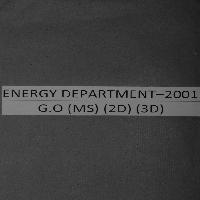 ENERGY DEPARTMENT–2001
G.O (MS) (2D) (3D)